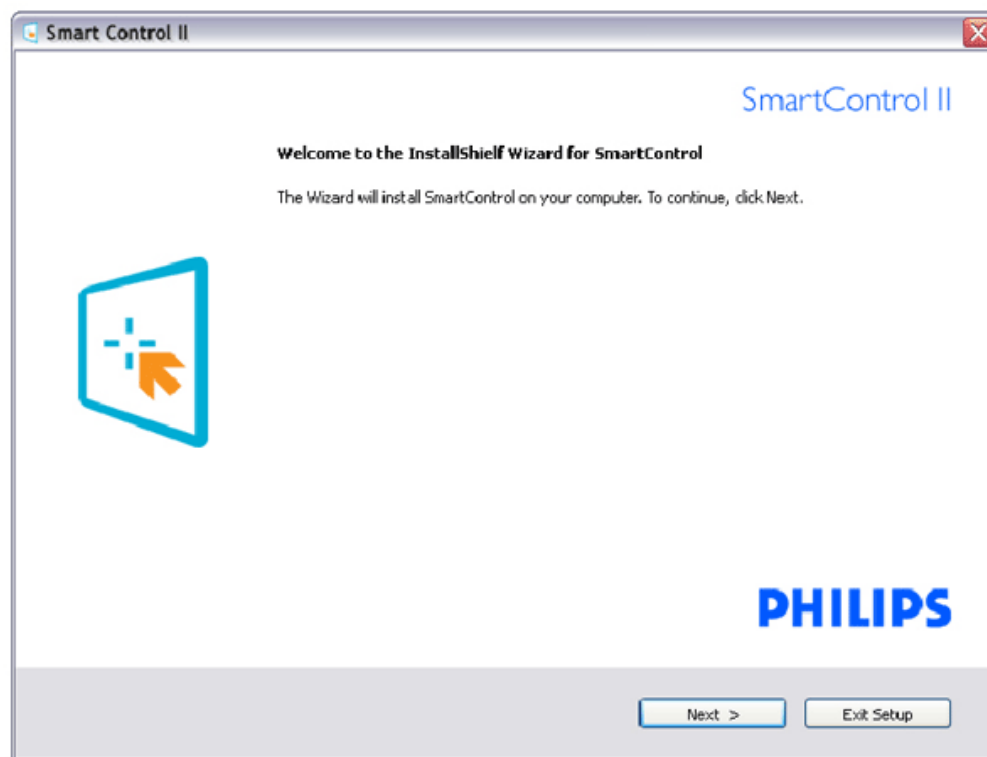 Smart Control II
SmartControl II
Welcome to the InstallShielf Wizard for SmartControl
The Wizard will install SmartControl on your computer. To continue, click Next.
PHILIPS
Next >
Exit Setup